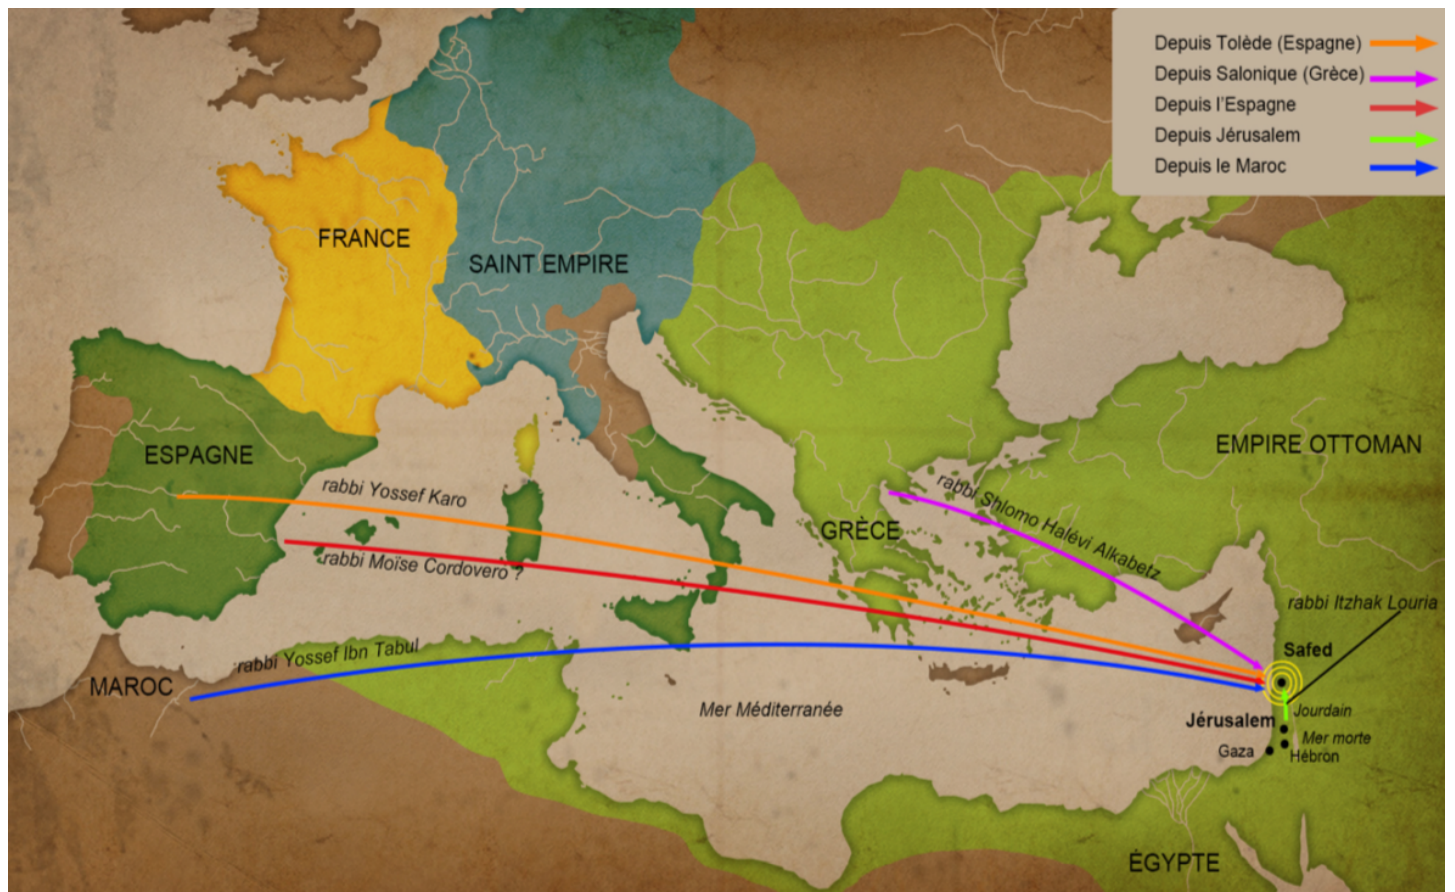 Depuis Tolède (Espagne)
Depuis Salonique (Grèce)
Depuis l'Espagne
Depuis Jérusalem
Depuis le Maroc
FRANCE
SAINT EMPIRE
ESPAGNE
EMPIRE OTTOMAN
rabbi Yossef Karo
rabbi Shlomo Halévi Alkabetz
GRÈCE
rabbi Moïse Cordovero ?
rabbi Itzhak Louria
rabbi Yossef Ibn Tabul
Safed
MAROC
Mer Méditerranée
Jourdain
Jérusalem
Mer morte
Gaza
Hébron
ÉGYPTE